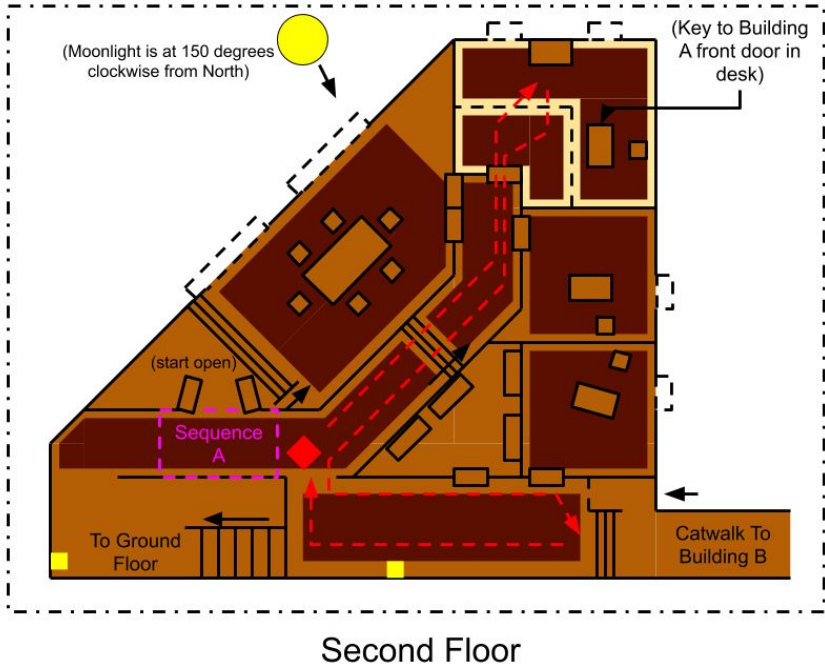 (Moonlight is at 150 degrees
clockwise from North)
(Key to Building
A front door in
desk)
(start open)
Sequence
A
To Ground
Floor
Catwalk To
Building B
Second Floor